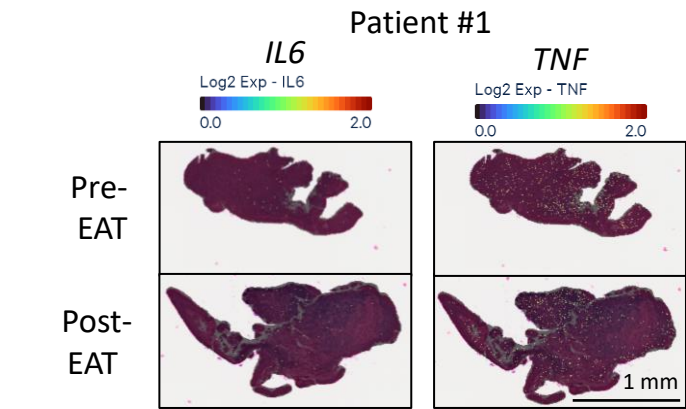 Patient #1
IL6
TNF
Log2 Exp - IL6
Log2 Exp - TNF
0.0 2.0
0.0 2.0
Pre-
EAT
Post-
EAT
1 mm